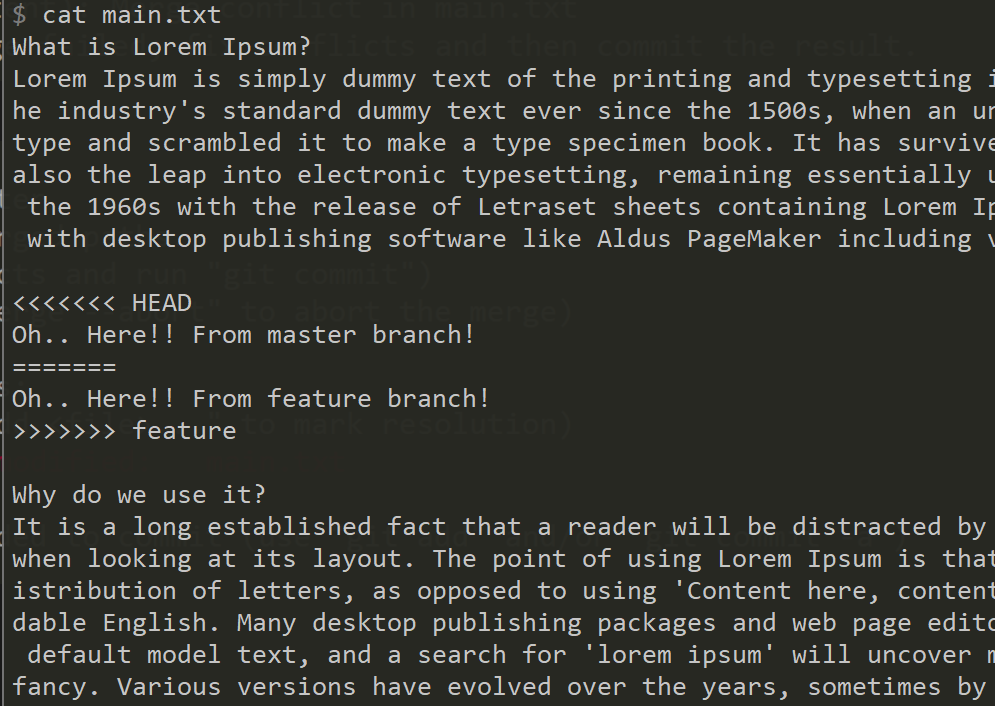 $ cat main.txt
What is Lorem Ipsum?
Lorem Ipsum is simply dummy text of the printing and typesetting
he industry's standard dummy text ever since the 1500s, when an
type and scrambled it to make a type specimen book. It has survive
also the leap into electronic typesetting, remaining essentially
the 1960s with the release of Letraset sheets containing Lorem
with desktop publishing software like Aldus PageMaker including
<<<<<<< HEAD
Oh.. Here!! From master branch!
=======
Oh.. Here!! From feature branch!
>>>>>>> feature
Why do we use it?
It is a long established fact that a reader will be distracted by
when looking at its layout. The point of using Lorem Ipsum is that
istribution of letters, as opposed to using 'Content here, content
dable English. Many desktop publishing packages and web page edito
default model text, and a search for 'lorem ipsum' will uncover
fancy. Various versions have evolved over the years, sometimes by